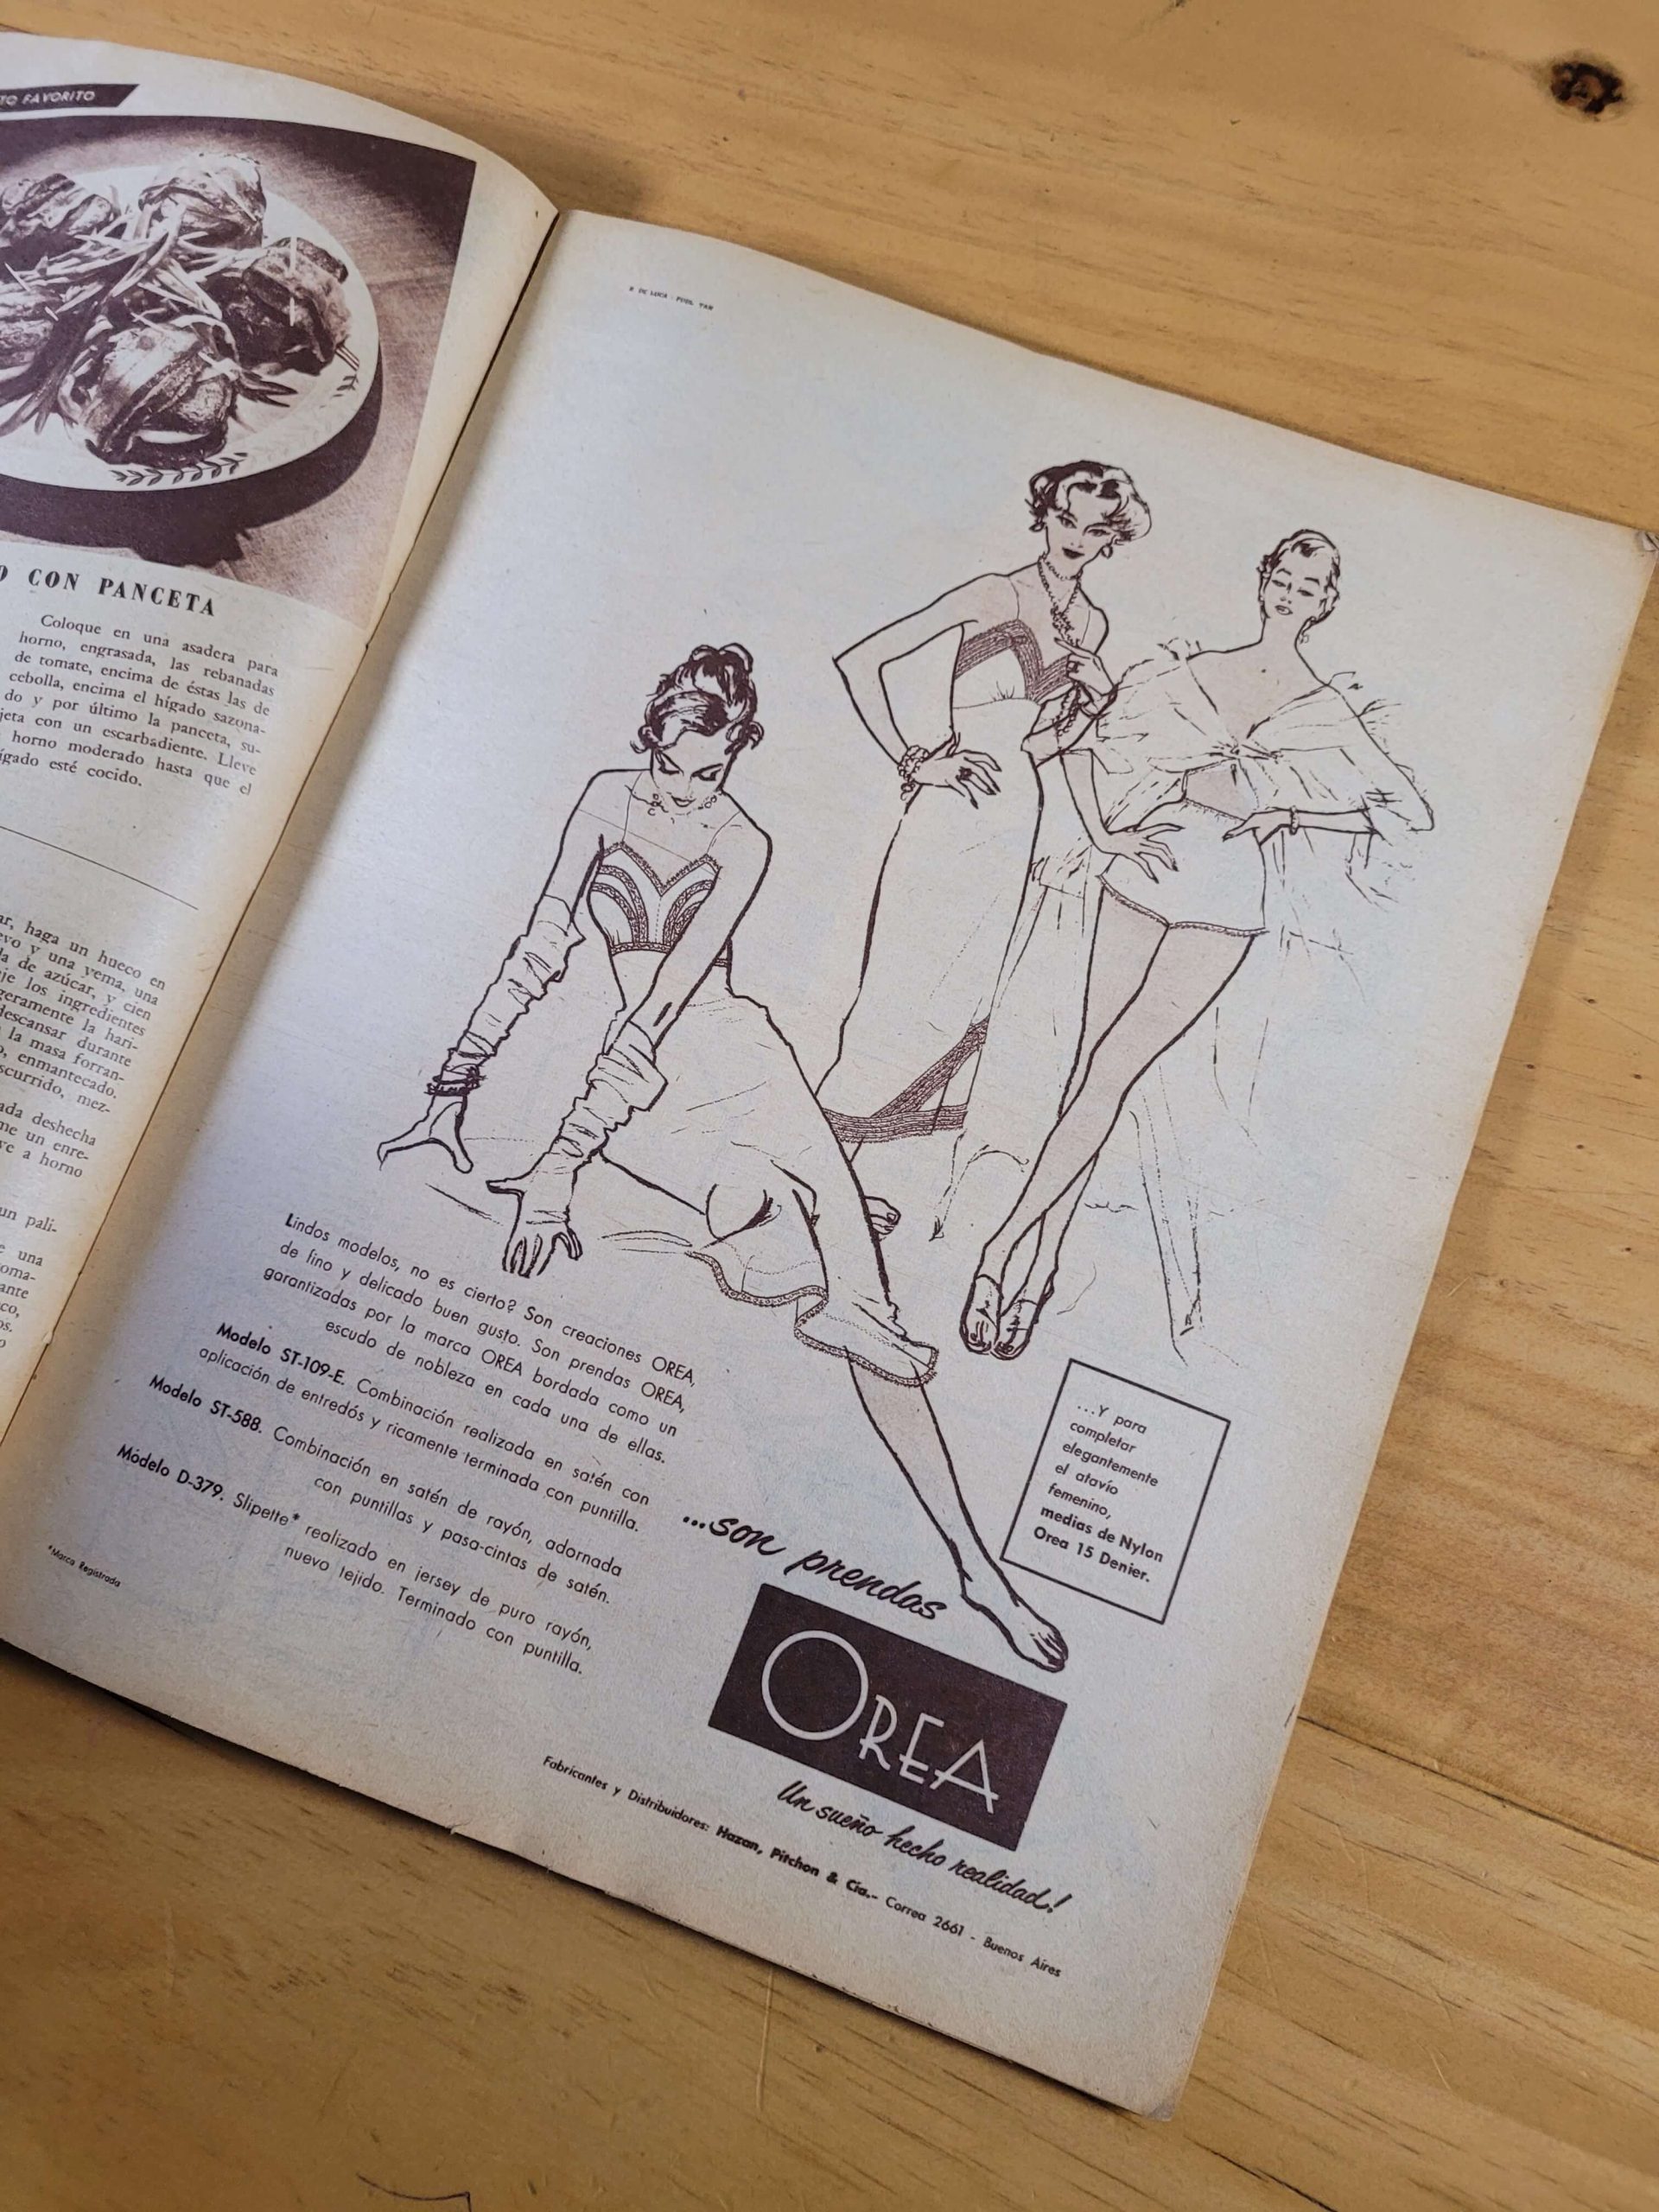 TO FAVORITO
CON PANCETA
Coloque en una asadera para
horno, engrasada, las rebanadas
de tomate, encima de éstas las de
cebolla, encima el hígado sazona-
do y por último la panceta, su-
jeta con un escarbadiente. Lleve
horno moderado hasta que el
hígado esté cocido.
haga un hueco en
y una yema, una
de azúcar, y cien
los ingredientes
la hari-
descansar durante
la masa forran-
enmantecado.
mez-
deshecha
un enre-
a horno
un pali-
una
DE LUCA - PUBL.
Lindos modelos, no es cierto? Son creaciones OREA,
de fino y delicado buen gusto. Son prendas OREA,
garantizadas por la marca OREA bordada como un
escudo de nobleza en cada una de ellas.
Modelo ST-109-E. Combinación realizada en satén con
aplicación de entredós y ricamente terminada con puntilla.
Modelo ST-588. Combinación en satén de rayón, adornada
con puntillas y pasa-cintas de satén.
Módelo D-379. Slipette* realizado en jersey de puro rayón,
nuevo tejido. Terminado con puntilla.
*Marca Registrada
...Y para
completar
elegantemente
el atavío
femenino,
medias de Nylon
Orea 15 Denier.
...son prendas
OREA
Un sueño hecho realidad!
Fabricantes y Distribuidores: Hazan, Pitchon & Cía.- Correa 2661 - Buenos Aires